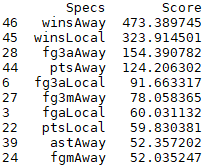 Specs Score
46 winsAway 473.389745
45 winsLocal 323.914501
28 fg3aAway 154.390782
44 ptsAway 124.206302
6 fg3aLocal 91.663317
27 fg3mAway 78.058365
3 fgaLocal 60.031132
22 ptsLocal 59.830381
39 astAway 52.357202
24 fgmAway 52.035247